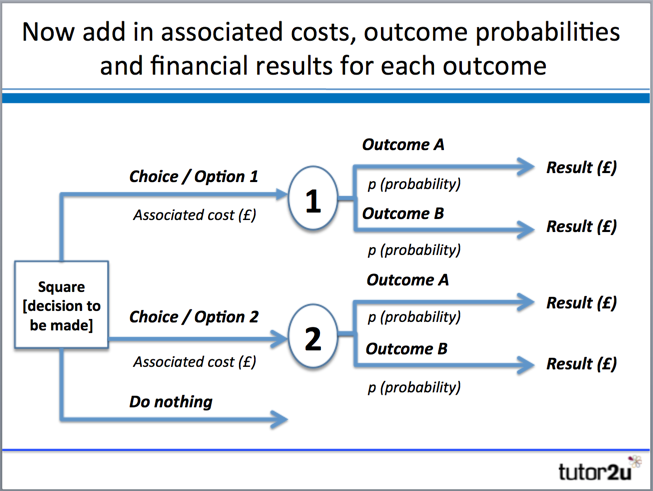 Now add in associated costs, outcome probabilities
and financial results for each outcome
Outcome A
Result (£)
Choice / Option 1
p (probability)
1
Associated cost (£)
Outcome B
Result (£)
p (probability)
Square
[decision to
be made]
Outcome A
Result (£)
Choice / Option 2
p (probability)
2
Associated cost (£)
Outcome B
Result (£)
p (probability)
Do nothing
tutor2u